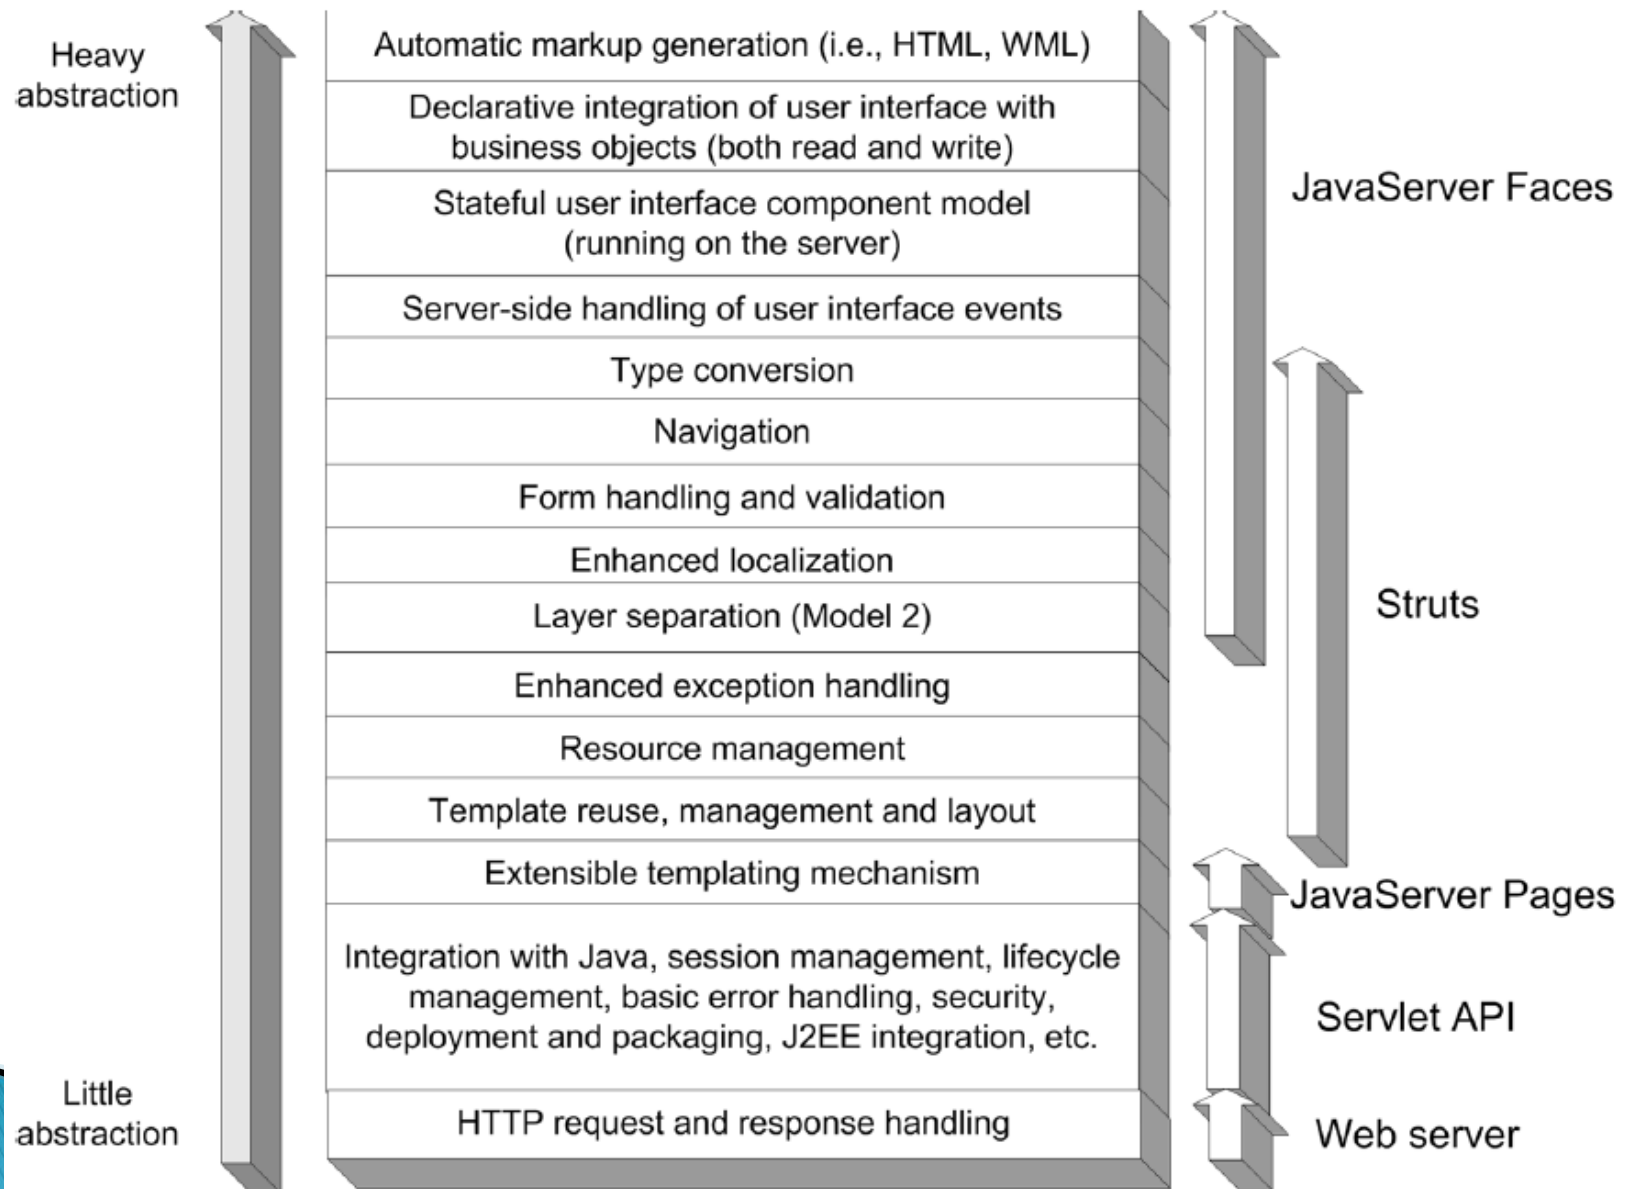 Heavy
abstraction
Automatic markup generation (i.e., HTML, WML)
Declarative integration of user interface with
business objects (both read and write)
Stateful user interface component model
(running on the server)
Server-side handling of user interface events
Type conversion
Navigation
Form handling and validation
Enhanced localization
Layer separation (Model 2)
Enhanced exception handling
Resource management
Template reuse, management and layout
Extensible templating mechanism
Integration with Java, session management, lifecycle
management, basic error handling, security,
deployment and packaging, J2EE integration, etc.
HTTP request and response handling
Little
abstraction
JavaServer Faces
Struts
JavaServer Pages
Servlet API
Web server